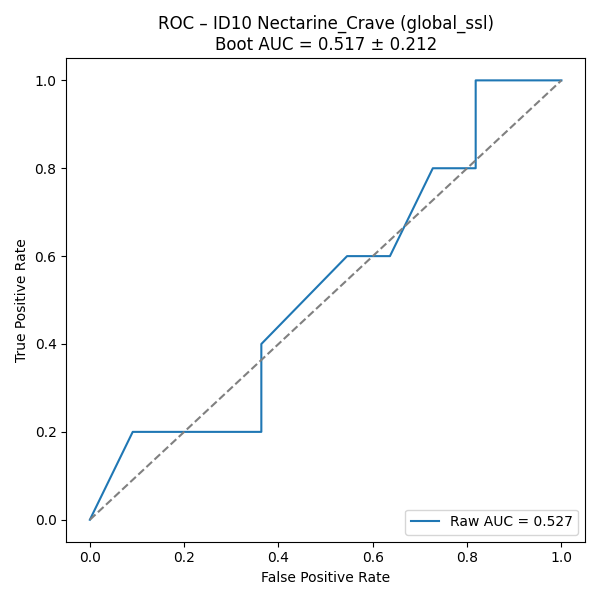 ROC – ID10 Nectarine_Crave (global_ssl)
Boot AUC = 0.517 ± 0.212
1.0
0.8
0.6
0.4
0.2
0.0
True Positive Rate
Raw AUC = 0.527
0.0 0.2 0.4 0.6 0.8 1.0
False Positive Rate